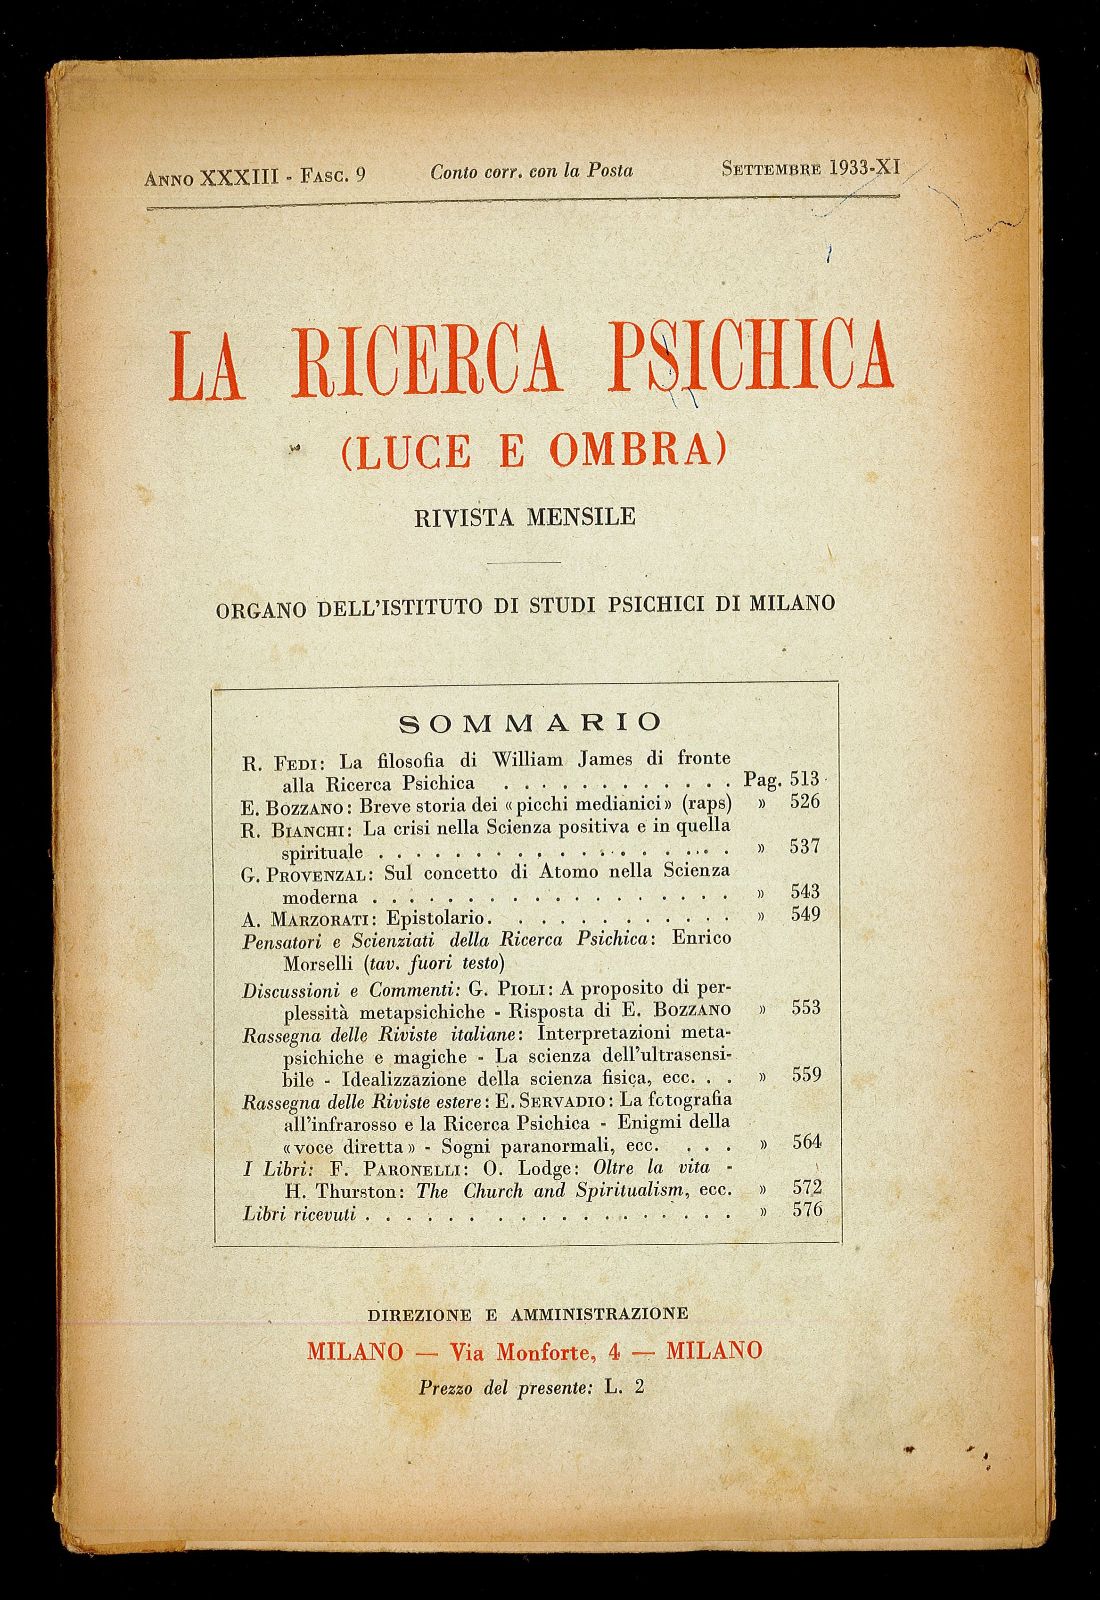 ANNO XXXIII - FASC. 9 Conto corr. con la Posta SETTEMBRE 1933-XI
LA RICERCA PSICHICA
(LUCE E OMBRA)
RIVISTA MENSILE
ORGANO DELL'ISTITUTO DI STUDI PSICHICI DI MILANO
SOMMARIO
R. FEDI: La filosofia di William James di fronte
alla Ricerca Psichica . . . . . . . . . . . . Pag. 513
E. BOZZANO: Breve storia dei «picchi medianici» (raps) » 526
R. BIANCHI: La crisi nella Scienza positiva e in quella
spirituale . . . . . . . . . . . . . . . . . . . » 537
G. PROVENZAL: Sul concetto di Atomo nella Scienza
moderna . . . . . . . . . . . . . . . . . . . » 543
A. MARZORATI: Epistolario. . . . . . . . . . . . . » 549
Pensatori e Scienziati della Ricerca Psichica: Enrico
Morselli (tav. fuori testo)
Discussioni e Commenti: G. PIOLI: A proposito di per-
plessità metapsichiche - Risposta di E. BOZZANO » 553
Rassegna delle Riviste italiane: Interpretazioni meta-
psichiche e magiche - La scienza dell'ultrasensi-
bile - Idealizzazione della scienza fisica, ecc. . . » 559
Rassegna delle Riviste estere: E. SERVADIO: La fotografia
all'infrarosso e la Ricerca Psichica - Enigmi della
«voce diretta» - Sogni paranormali, ecc. . . . » 564
I Libri: F. PARONELLI: O. Lodge: Oltre la vita -
H. Thurston: The Church and Spiritualism, ecc. » 572
Libri ricevuti . . . . . . . . . . . . . . . . . . » 576
DIREZIONE E AMMINISTRAZIONE
MILANO — Via Monforte, 4 — MILANO
Prezzo del presente: L. 2